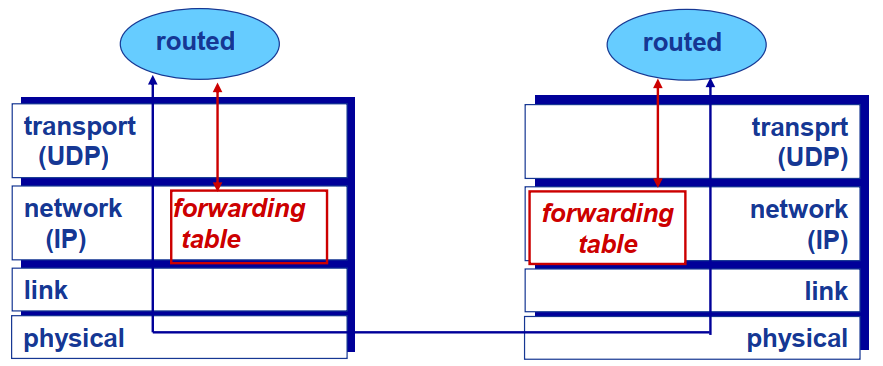 routed
transport
(UDP)
network
(IP)
forwarding
table
link
physical
routed
transprt
(UDP)
forwarding
table
network
(IP)
link
physical